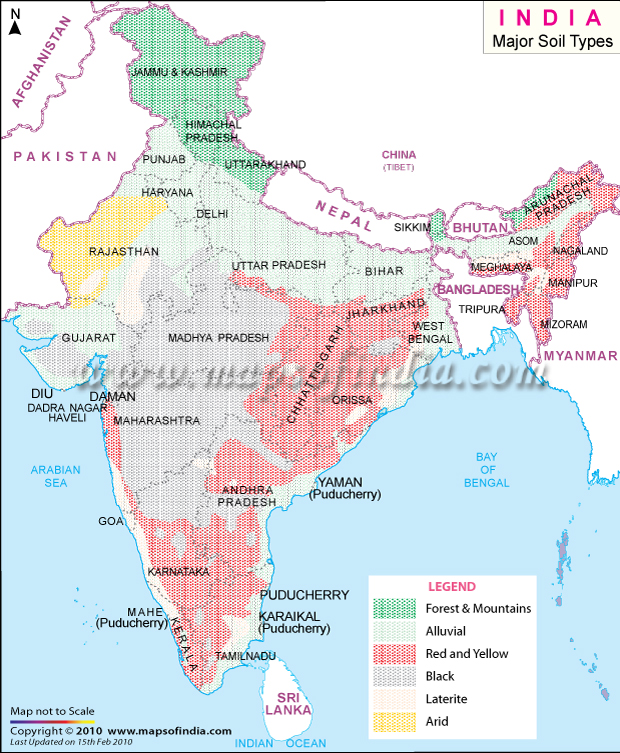 N
INDIA
Major Soil Types
AFGHANISTAN
JAMMU & KASHMIR
HIMACHAL
PRADESH
PAKISTAN
PUNJAB
UTTARAKHAND
CHINA
(TIBET)
HARYANA
DELHI
NEPAL
SIKKIM
BHUTAN
ARUNACHAL
PRADESH
RAJASTHAN
UTTAR PRADESH
BIHAR
ASOM
NAGALAND
MEGHALAYA
MANIPUR
BANGLADESH
TRIPURA
MIZORAM
MYANMAR
GUJARAT
MADHYA PRADESH
JHARKHAND
WEST
BENGAL
CHHATTISGARH
ORISSA
www.mapsofindia.com
DIU
DAMAN
DADRA NAGAR
HAVELI
MAHARASHTRA
ARABIAN
SEA
BAY
OF
BENGAL
YAMAN
(Puducherry)
ANDHRA
PRADESH
GOA
KARNATAKA
PUDUCHERRY
MAHE
(Puducherry)
KARAIKAL
(Puducherry)
KERALA
TAMILNADU
SRI
LANKA
INDIAN OCEAN
LEGEND
Forest & Mountains
Alluvial
Red and Yellow
Black
Laterite
Arid
Map not to Scale
Copyright © 2010 www.mapsofindia.com
Last Updated on 15th Feb 2010